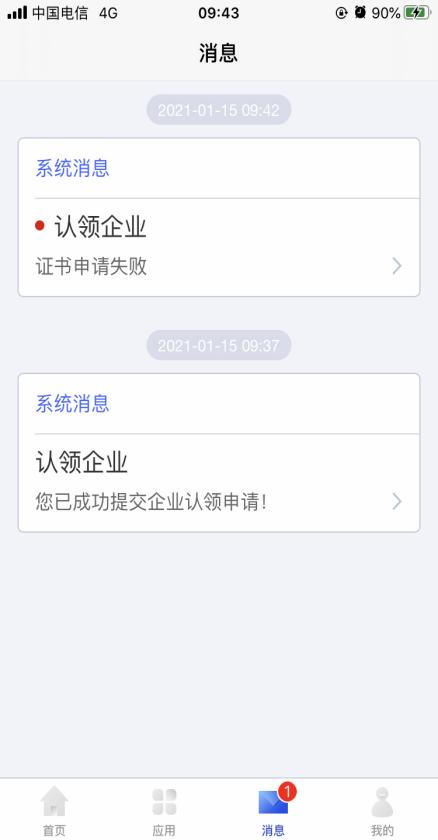 中国电信 4G 09:43 90%
消息
2021-01-15 09:42
系统消息
认领企业
证书申请失败
2021-01-15 09:37
系统消息
认领企业
您已成功提交企业认领申请！
1
首页 应用 消息 我的